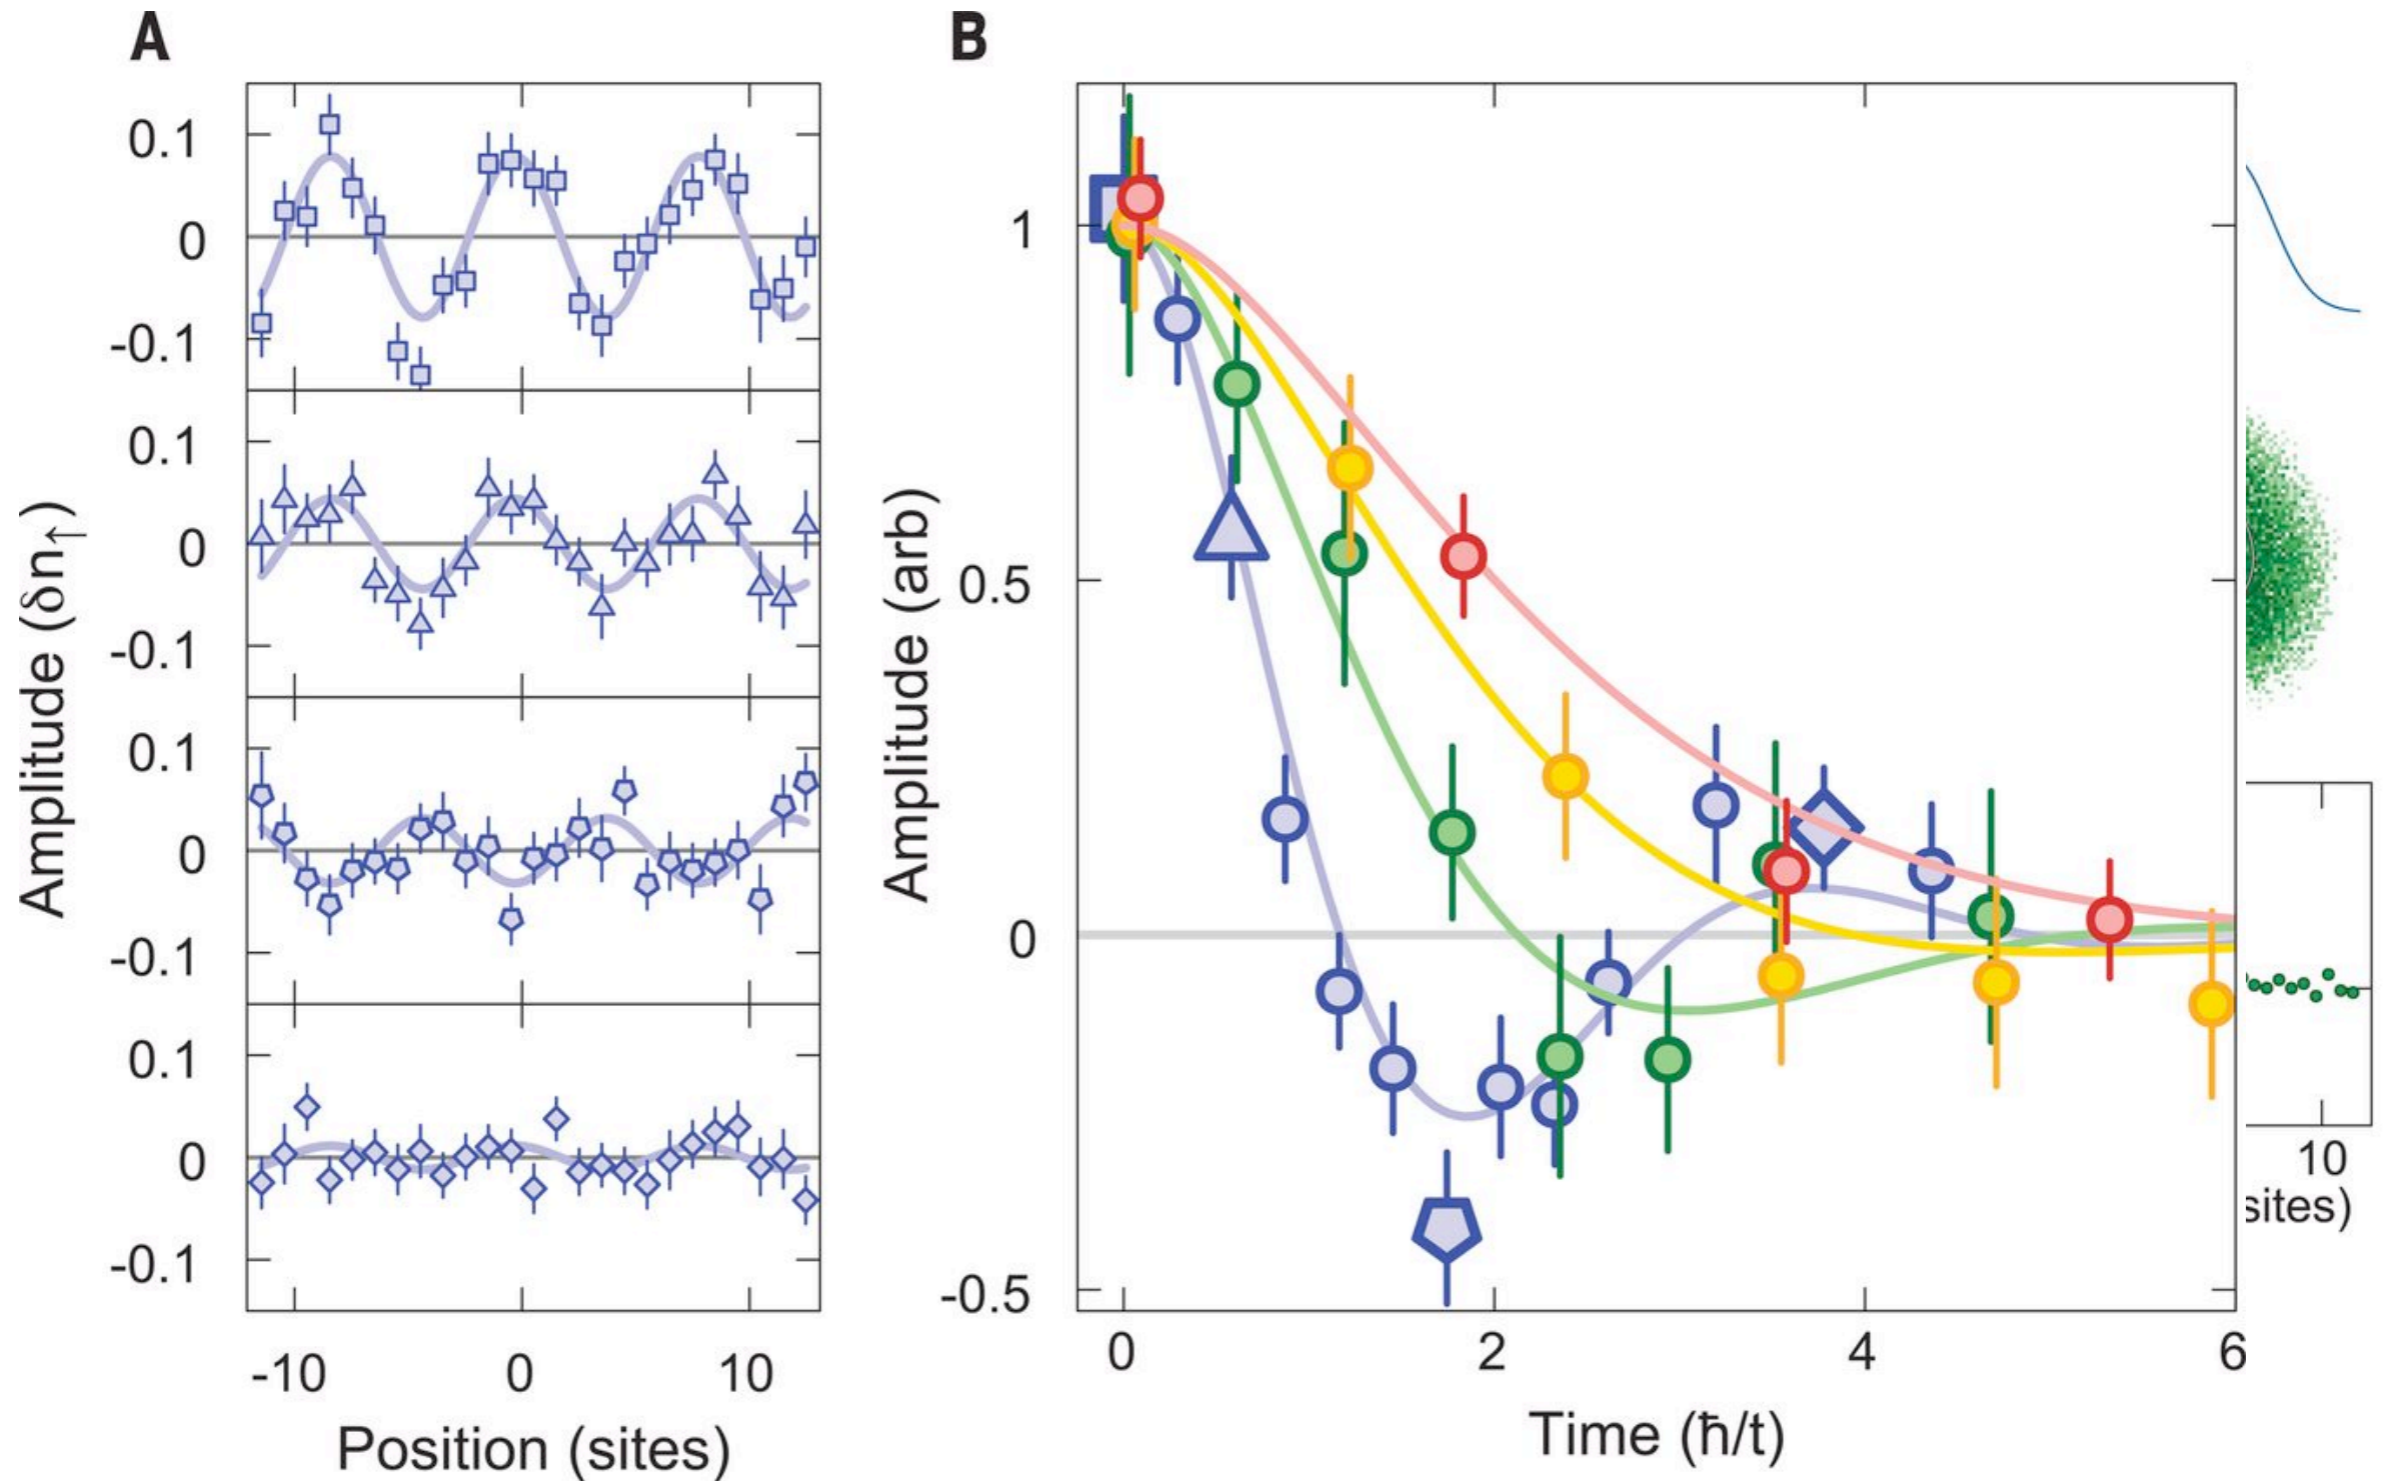 A
B
0.1
0
-0.1
0.1
0
-0.1
0.1
0
-0.1
0.1
0
-0.1
Amplitude (δn↑)
-10 0 10
Position (sites)
1
0.5
0
-0.5
Amplitude (arb)
0 2 4 6
Time (ħ/t)
10
sites)